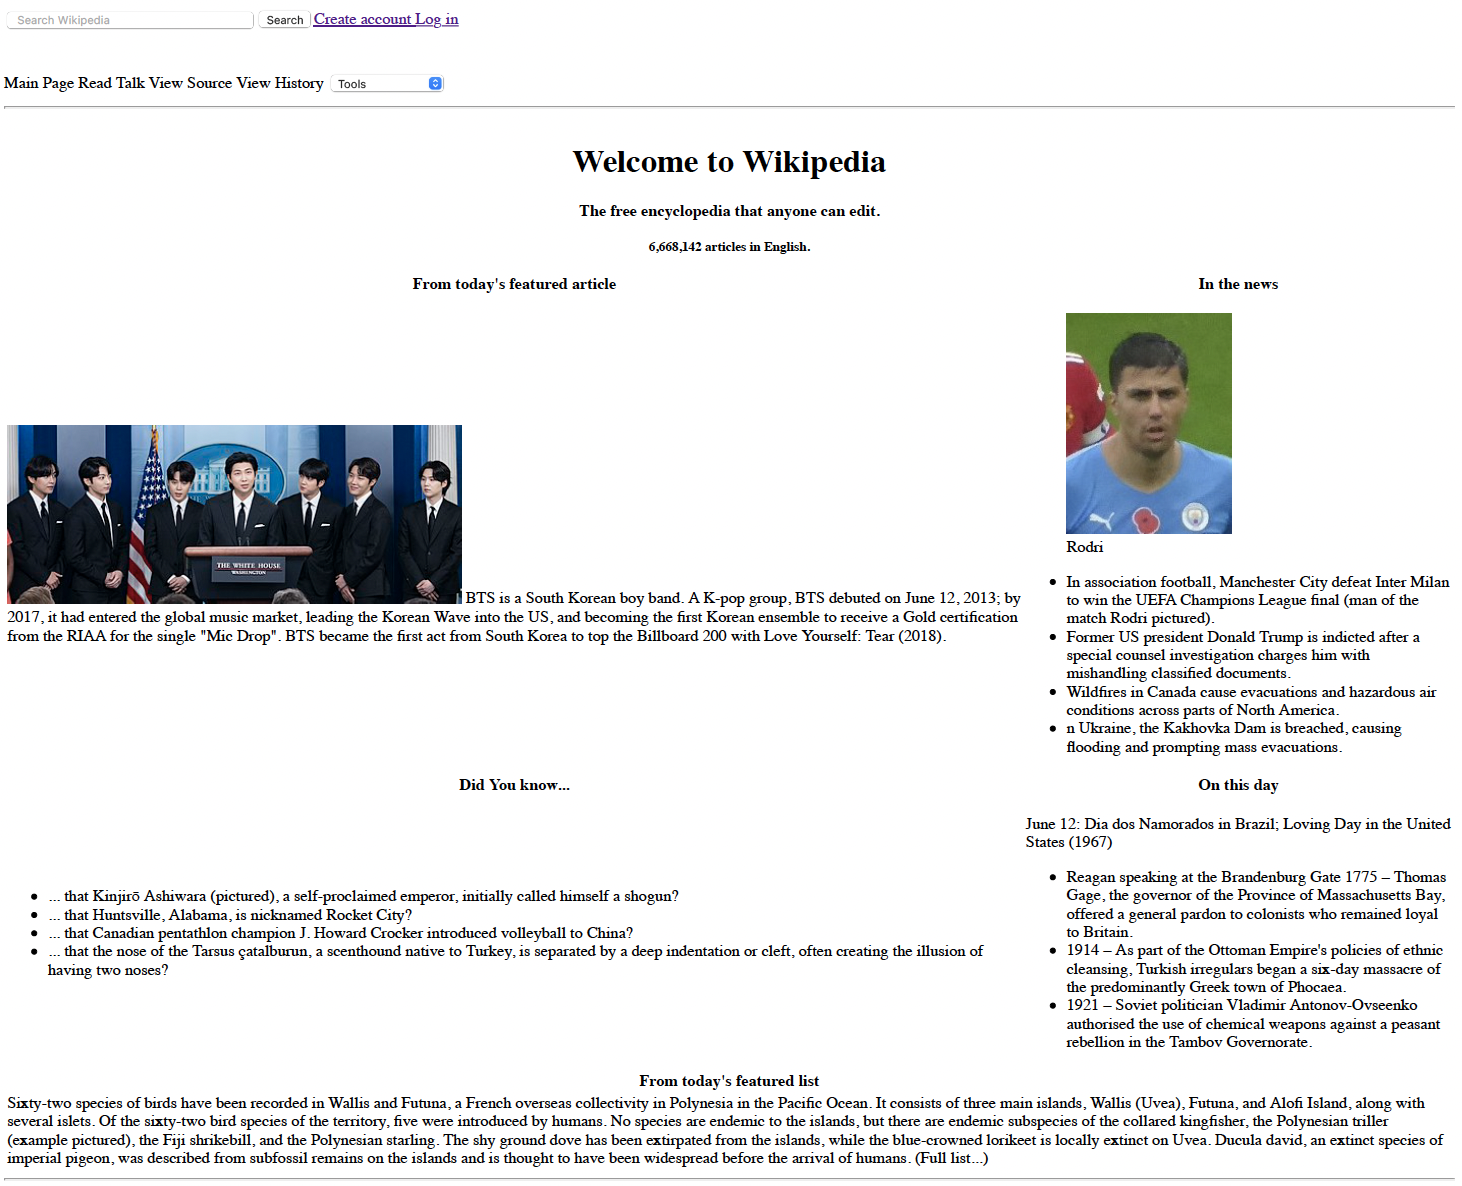 Search Wikipedia Search Create account Log in
Main Page Read Talk View Source View History Tools
Welcome to Wikipedia
The free encyclopedia that anyone can edit.
6,668,142 articles in English.
From today's featured article
THE WHITE HOUSE
WASHINGTON
BTS is a South Korean boy band. A K-pop group, BTS debuted on June 12, 2013; by
2017, it had entered the global music market, leading the Korean Wave into the US, and becoming the first Korean ensemble to receive a Gold certification
from the RIAA for the single "Mic Drop". BTS became the first act from South Korea to top the Billboard 200 with Love Yourself: Tear (2018).
In the news
Rodri
• In association football, Manchester City defeat Inter Milan
to win the UEFA Champions League final (man of the
match Rodri pictured).
• Former US president Donald Trump is indicted after a
special counsel investigation charges him with
mishandling classified documents.
• Wildfires in Canada cause evacuations and hazardous air
conditions across parts of North America.
• n Ukraine, the Kakhovka Dam is breached, causing
flooding and prompting mass evacuations.
Did You know...
• ... that Kinjirō Ashiwara (pictured), a self-proclaimed emperor, initially called himself a shogun?
• ... that Huntsville, Alabama, is nicknamed Rocket City?
• ... that Canadian pentathlon champion J. Howard Crocker introduced volleyball to China?
• ... that the nose of the Tarsus çatalburun, a scenthound native to Turkey, is separated by a deep indentation or cleft, often creating the illusion of
having two noses?
On this day
June 12: Dia dos Namorados in Brazil; Loving Day in the United
States (1967)
• Reagan speaking at the Brandenburg Gate 1775 – Thomas
Gage, the governor of the Province of Massachusetts Bay,
offered a general pardon to colonists who remained loyal
to Britain.
• 1914 – As part of the Ottoman Empire's policies of ethnic
cleansing, Turkish irregulars began a six-day massacre of
the predominantly Greek town of Phocaea.
• 1921 – Soviet politician Vladimir Antonov-Ovseenko
authorised the use of chemical weapons against a peasant
rebellion in the Tambov Governorate.
From today's featured list
Sixty-two species of birds have been recorded in Wallis and Futuna, a French overseas collectivity in Polynesia in the Pacific Ocean. It consists of three main islands, Wallis (Uvea), Futuna, and Alofi Island, along with
several islets. Of the sixty-two bird species of the territory, five were introduced by humans. No species are endemic to the islands, but there are endemic subspecies of the collared kingfisher, the Polynesian triller
(example pictured), the Fiji shrikebill, and the Polynesian starling. The shy ground dove has been extirpated from the islands, while the blue-crowned lorikeet is locally extinct on Uvea. Ducula david, an extinct species of
imperial pigeon, was described from subfossil remains on the islands and is thought to have been widespread before the arrival of humans. (Full list...)